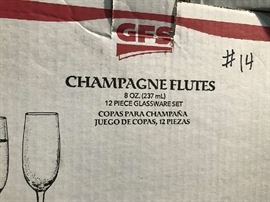 GFS
#14
CHAMPAGNE FLUTES
8 OZ. (237 mL)
12 PIECE GLASSWARE SET
COPAS PARA CHAMPAÑA
JUEGO DE COPAS, 12 PIEZAS